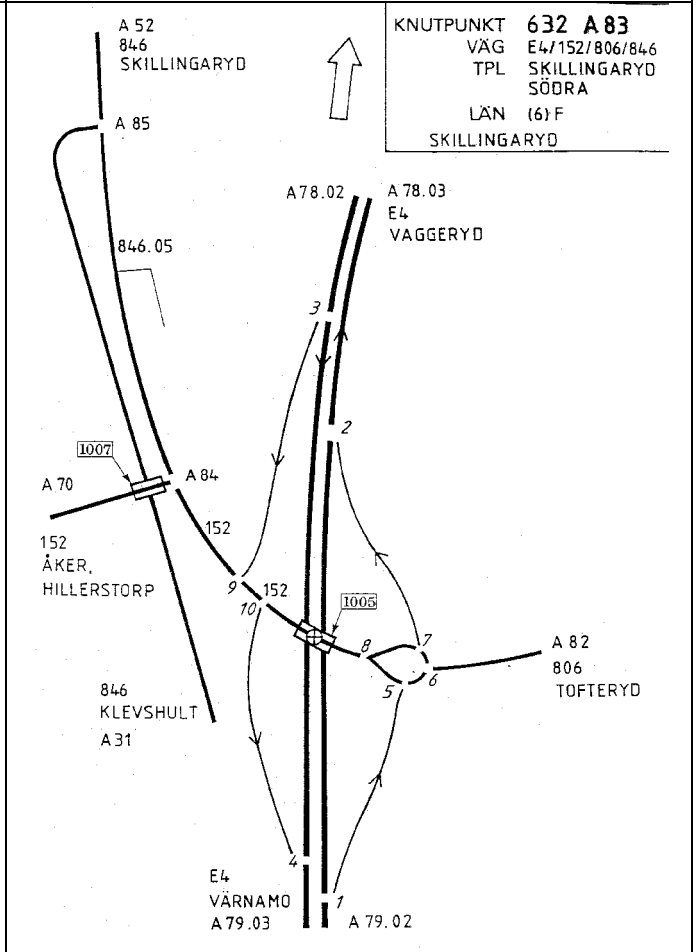 A 52
846
SKILLINGARYD
KNUTPUNKT 632 A83
VÄG E4/152/806/846
TPL SKILLINGARYD
SÖDRA
LÄN (6) F
SKILLINGARYD
A 85
A 78.02
A 78.03
E4
VAGGERYD
846.05
3
2
1007
A 84
A 70
152
152
ÅKER,
HILLERSTORP
9
152
10
1005
8
7
6
5
A 82
806
TOFTERYD
846
KLEVSHULT
A31
4
1
E4
VÄRNAMO
A79.03
A 79.02